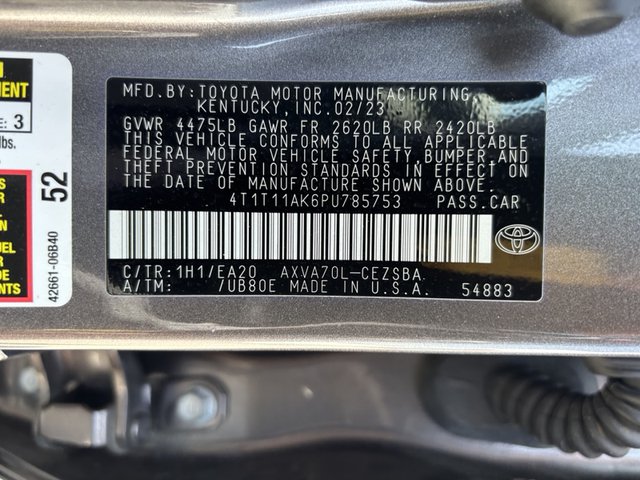 MFD.BY:TOYOTA MOTOR MANUFACTURING,
KENTUCKY,INC.02/23
GVWR 4475LB GAWR FR 2620LB RR 2420LB
THIS VEHICLE CONFORMS TO ALL APPLICABLE
FEDERAL MOTOR VEHICLE SAFETY,BUMPER,AND
THEFT PREVENTION STANDARDS IN EFFECT ON
THE DATE OF MANUFACTURE SHOWN ABOVE.
4T1T11AK6PU785753 PASS.CAR
C/TR:1H1/EA20 AXVA70L-CEZSBA
A/TM: /UB80E MADE IN U.S.A. 54883
E: 3
lbs.
52
42661-06B40